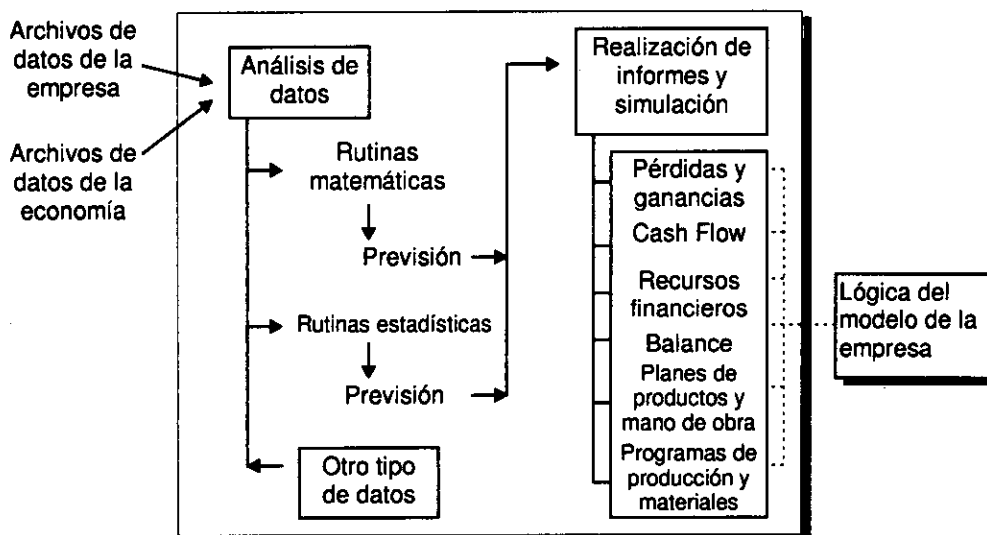 Archivos de
datos de la
empresa
Archivos de
datos de la
economía
Análisis de
datos
Rutinas
matemáticas
Previsión
Rutinas estadísticas
Previsión
Otro tipo
de datos
Realización de
informes y
simulación
Pérdidas y
ganancias
Cash Flow
Recursos
financieros
Balance
Planes de
productos y
mano de obra
Programas de
producción y
materiales
Lógica del
modelo de la
empresa